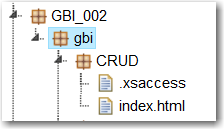 GBI_002
gbi
CRUD
.xsaccess
index.html